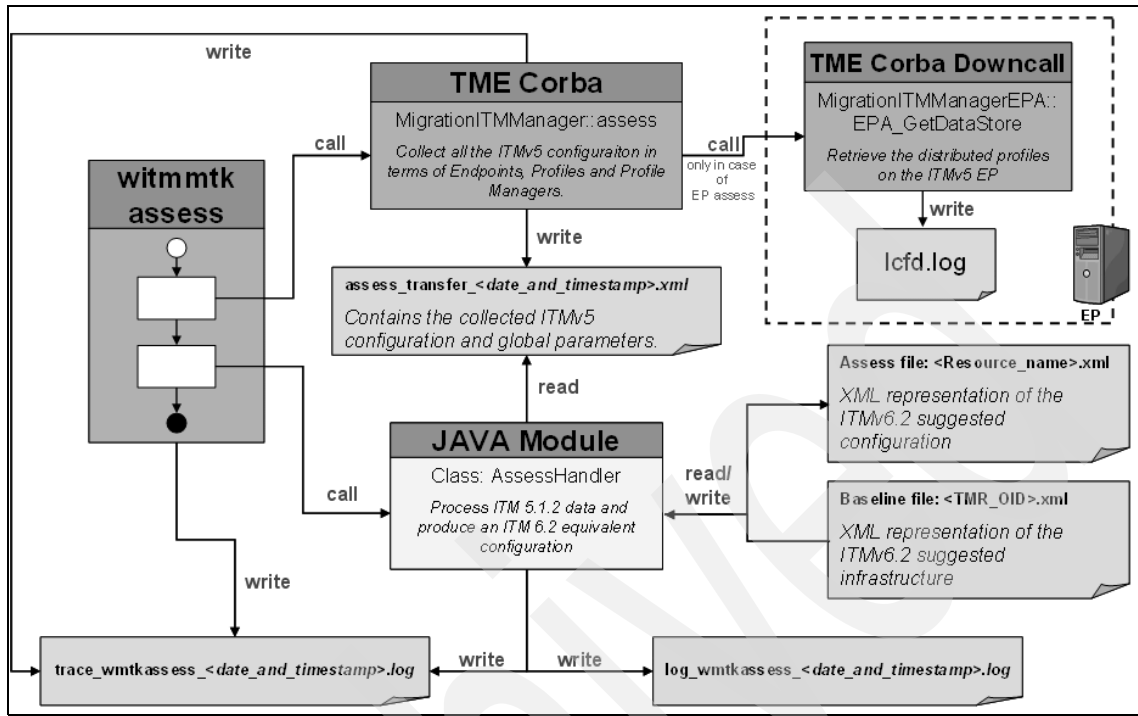 write
TME Corba
MigrationITMManager::assess
Collect all the ITMv5 configuraiton in
terms of Endpoints, Profiles and Profile
Managers.
call
call
only in case
of
EP assess
TME Corba Downcall
MigrationITMManagerEPA::
EPA_GetDataStore
Retrieve the distributed profiles
on the ITMv5 EP
write
lcfd.log
EP
witmmtk
assess
write
assess_transfer_<date_and_timestamp>.xml
Contains the collected ITMv5
configuration and global parameters.
read
JAVA Module
Class: AssessHandler
Process ITM 5.1.2 data and
produce an ITM 6.2 equivalent
configuration
call
read/
write
Assess file: <Resource_name>.xml
XML representation of the
ITMv6.2 suggested
configuration
Baseline file: <TMR_OID>.xml
XML representation of the
ITMv6.2 suggested
infrastructure
write
write
write
trace_wmtkassess_<date_and_timestamp>.log
log_wmtkassess_<date_and_timestamp>.log